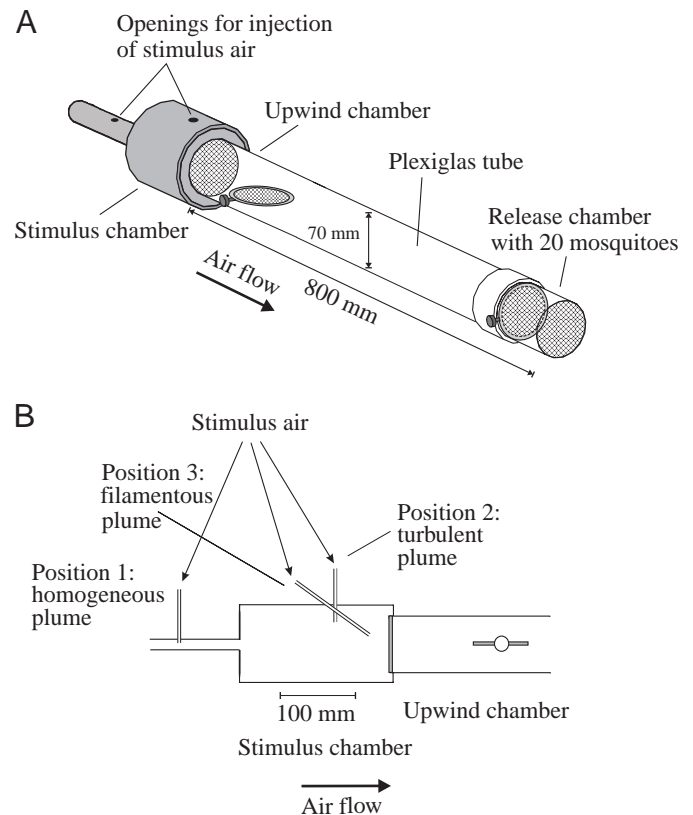 A
Openings for injection
of stimulus air
Upwind chamber
Plexiglas tube
Release chamber
with 20 mosquitoes
Stimulus chamber
70 mm
Air flow
800 mm
B
Stimulus air
Position 3:
filamentous
plume
Position 2:
turbulent
plume
Position 1:
homogeneous
plume
100 mm
Upwind chamber
Stimulus chamber
Air flow